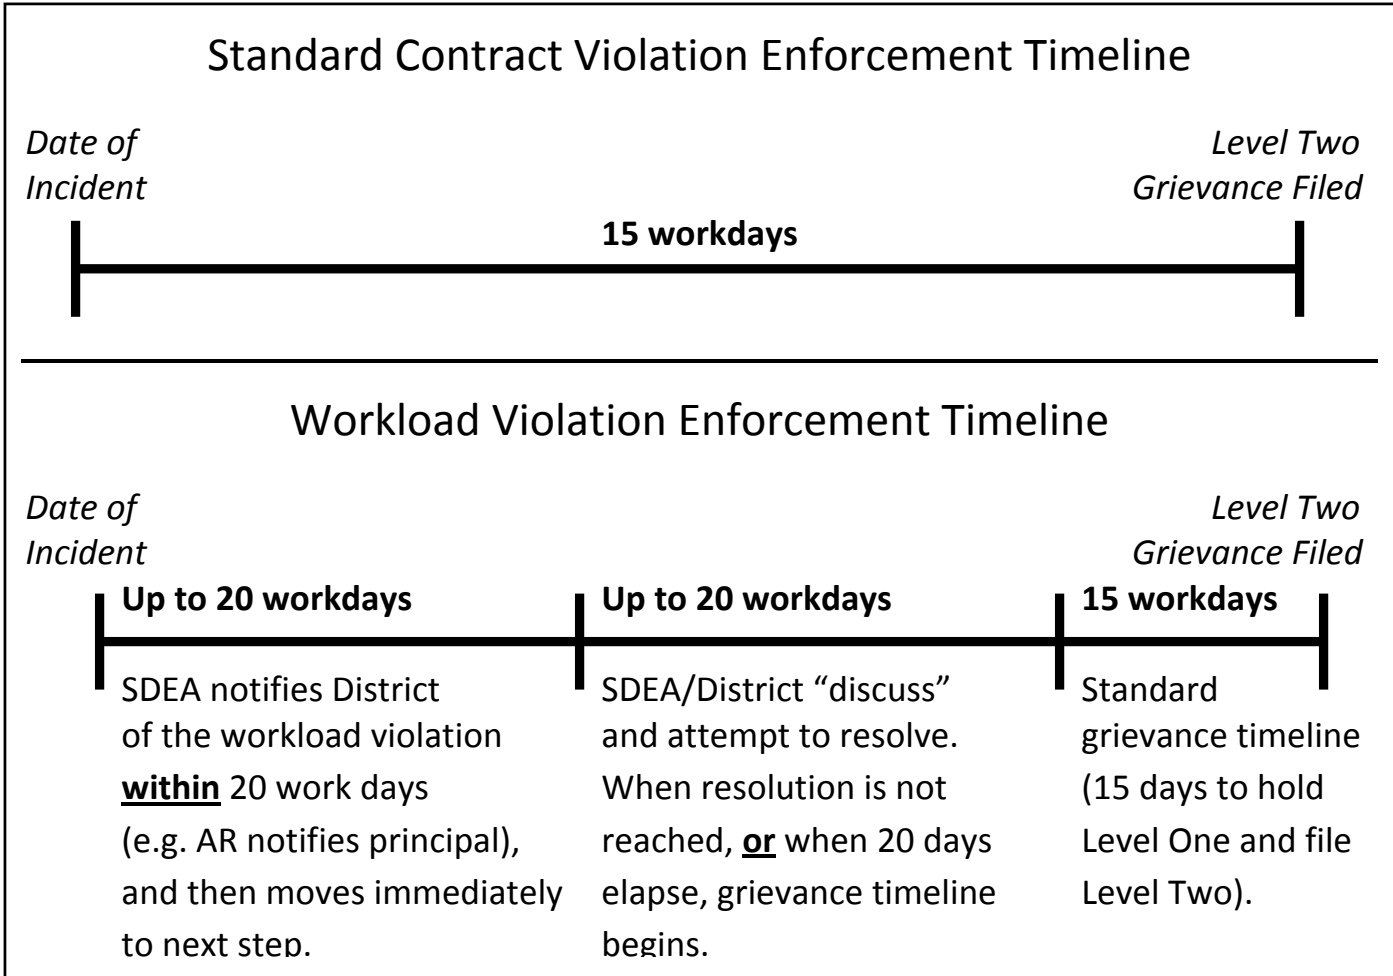 Standard Contract Violation Enforcement Timeline
Date of
Incident
Level Two
Grievance Filed
15 workdays
Workload Violation Enforcement Timeline
Date of
Incident
Level Two
Grievance Filed
Up to 20 workdays
SDEA notifies District
of the workload violation
within 20 work days
(e.g. AR notifies principal),
and then moves immediately
to next step.
Up to 20 workdays
SDEA/District “discuss”
and attempt to resolve.
When resolution is not
reached, or when 20 days
elapse, grievance timeline
begins.
15 workdays
Standard
grievance timeline
(15 days to hold
Level One and file
Level Two).